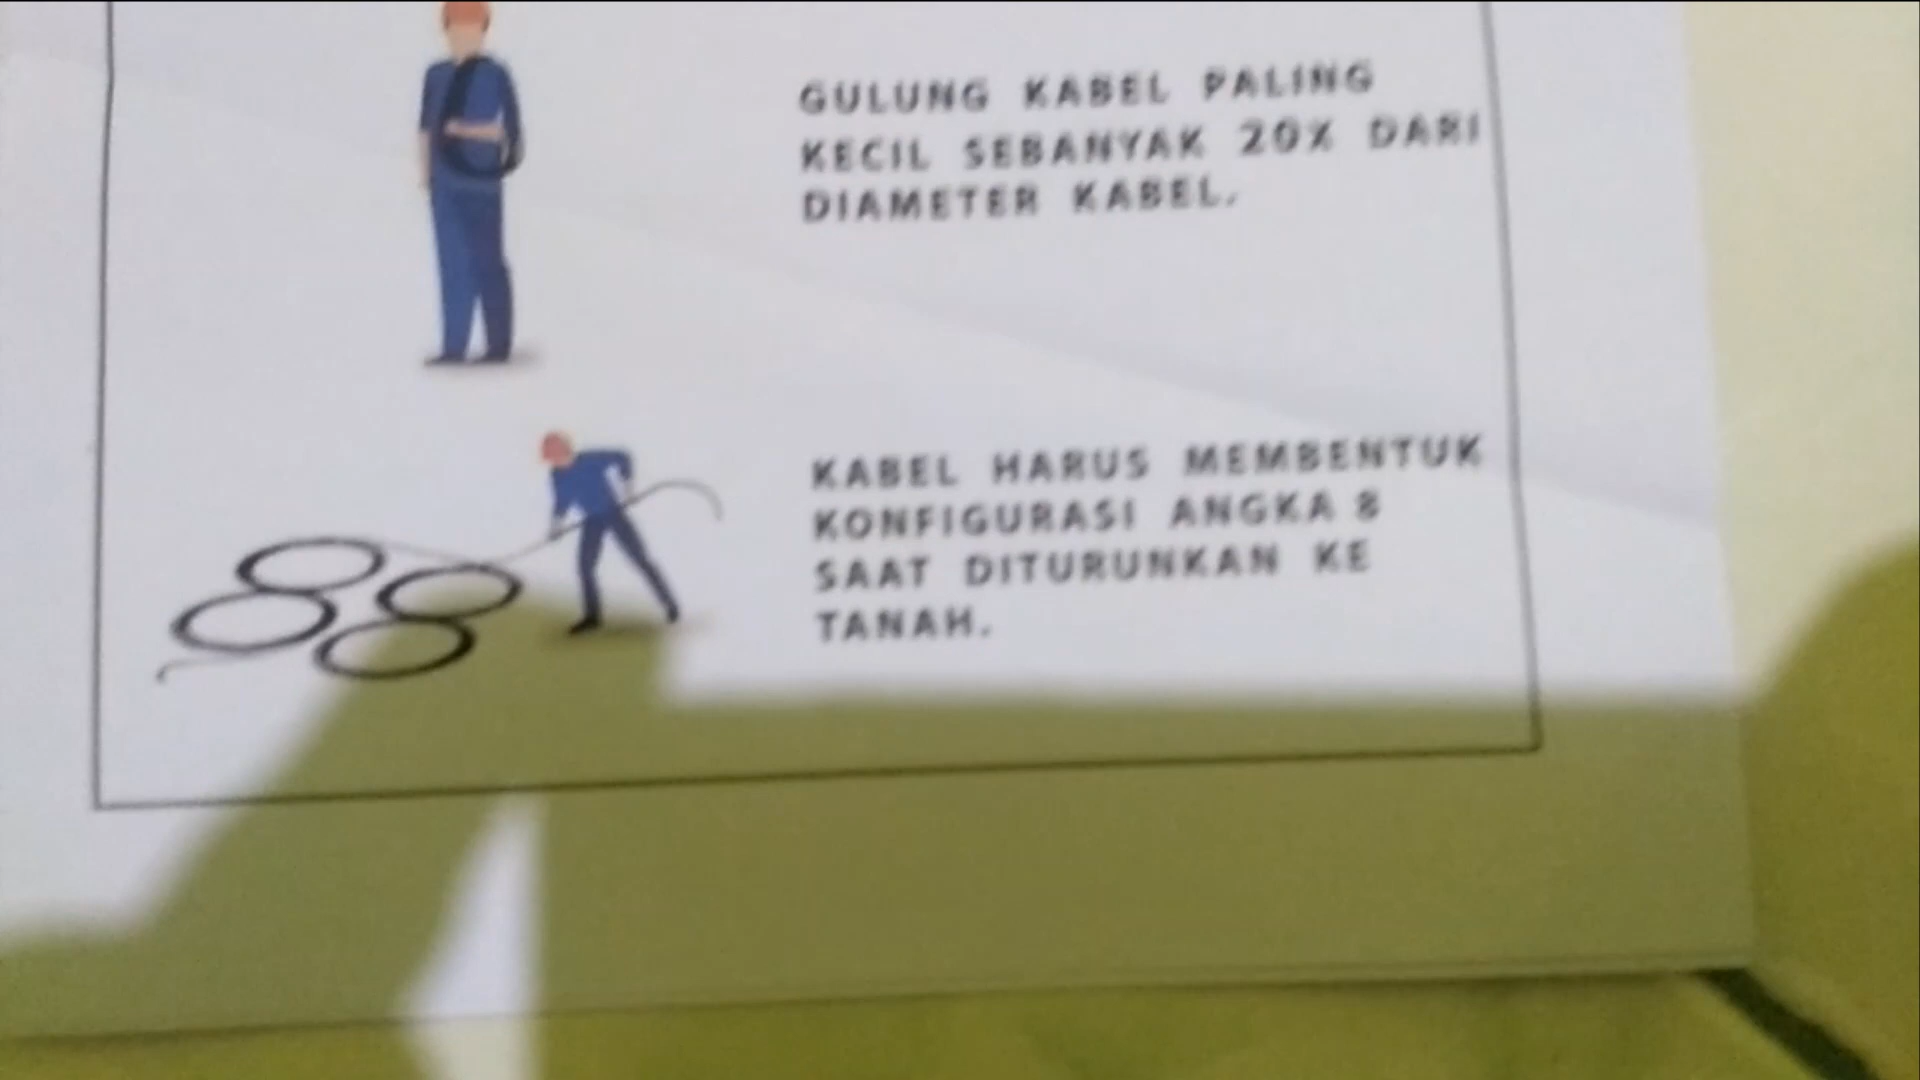 GULUNG KABEL PALING
KECIL SEBANYAK 20X DARI
DIAMETER KABEL.
KABEL HARUS MEMBENTUK
KONFIGURASI ANGKA 8
SAAT DITURUNKAN KE
TANAH.